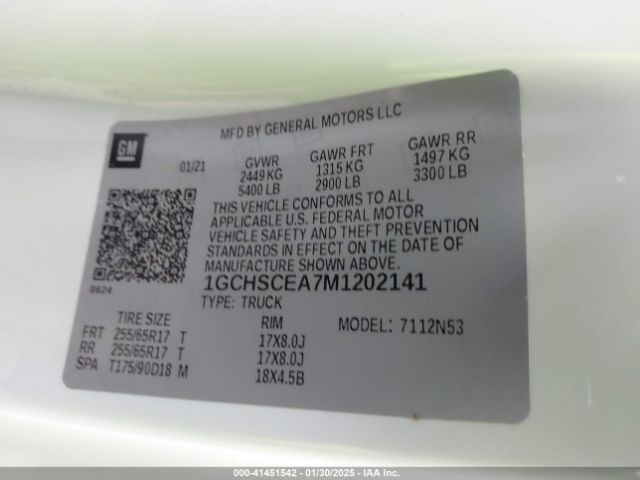 MFD BY GENERAL MOTORS LLC
GM
01/21
GVWR GAWR FRT GAWR RR
2449 KG 1315 KG 1497 KG
5400 LB 2900 LB 3300 LB
THIS VEHICLE CONFORMS TO ALL
APPLICABLE U.S. FEDERAL MOTOR
VEHICLE SAFETY AND THEFT PREVENTION
STANDARDS IN EFFECT ON THE DATE OF
MANUFACTURE SHOWN ABOVE.
8624
1GCHSCEA7M1202141
TYPE: TRUCK
TIRE SIZE RIM MODEL: 7112N53
FRT 255/65R17 T 17X8.0J
RR 255/65R17 T 17X8.0J
SPA T175/90D18 M 18X4.5B
000-41451542 - 01/30/2025 - IAA Inc.